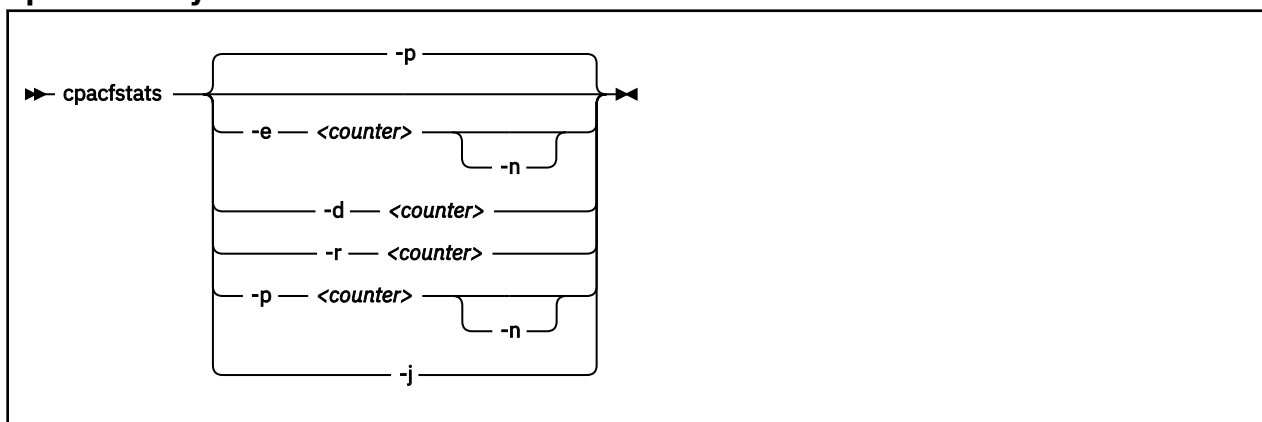 -p
cpacfstats
-e <counter>
-n
-d <counter>
-r <counter>
-p <counter>
-n
-j